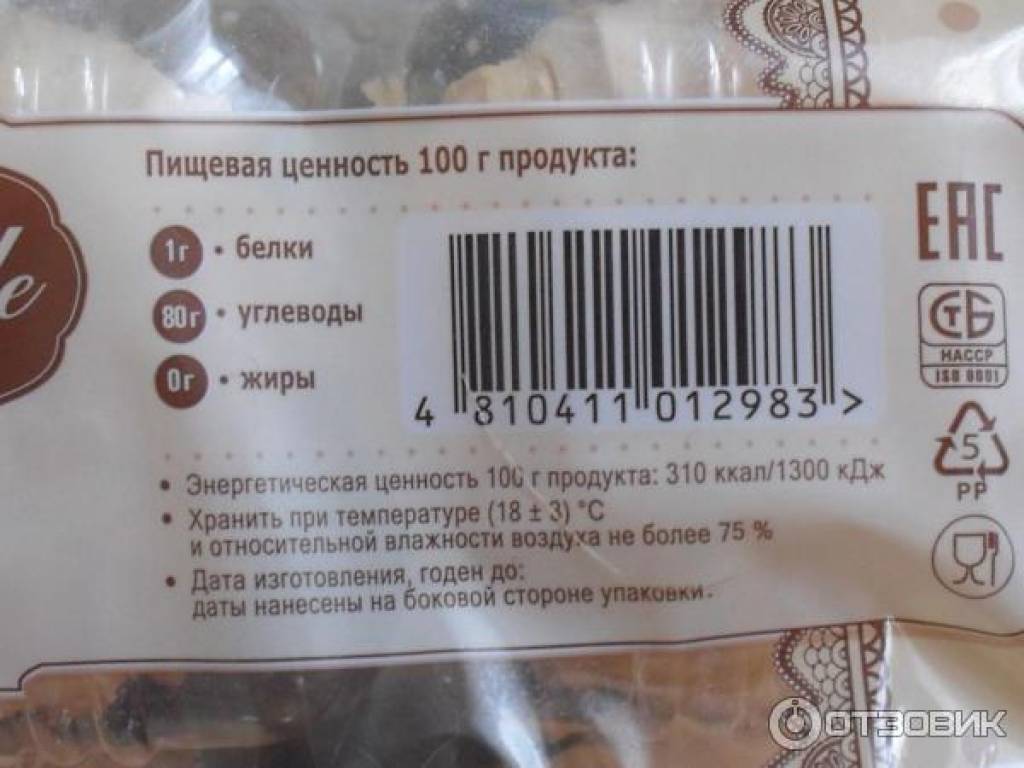 le
Пищевая ценность 100 г продукта:
1г • белки
80г • углеводы
0г • жиры
4 810411 012983 >
EAC
СТБ
НАССР
ISO 9001
5
PP
• Энергетическая ценность 100 г продукта: 310 ккал/1300 кДж
• Хранить при температуре (18 ± 3) °C
и относительной влажности воздуха не более 75 %
• Дата изготовления, годен до:
даты нанесены на боковой стороне упаковки.
ОТЗОВИК